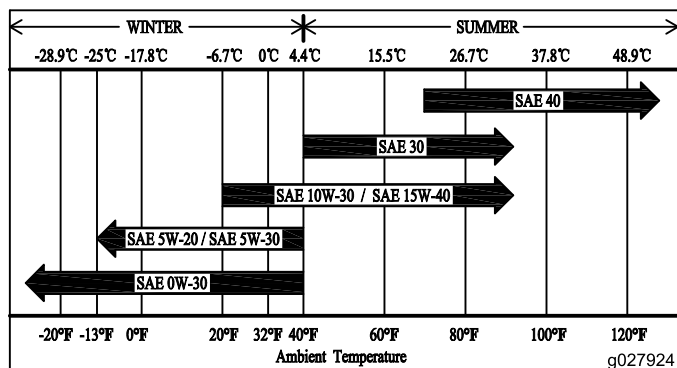 WINTER SUMMER
-28.9℃ -25℃ -17.8℃ -6.7℃ 0℃ 4.4℃ 15.5℃ 26.7℃ 37.8℃ 48.9℃
SAE 40
SAE 30
SAE 10W-30 / SAE 15W-40
SAE 5W-20 / SAE 5W-30
SAE 0W-30
-20℉ -13℉ 0℉ 20℉ 32℉ 40℉ 60℉ 80℉ 100℉ 120℉
Ambient Temperature
g027924